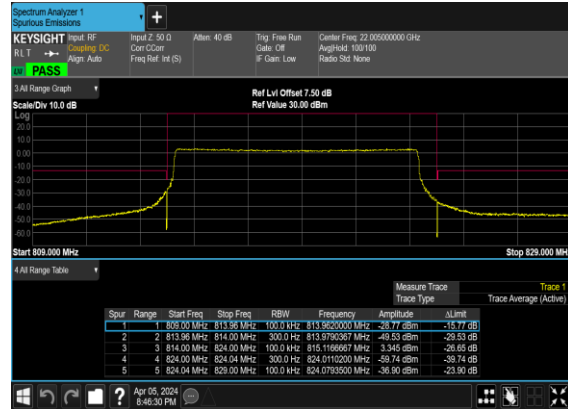 Spectrum Analyzer 1
Spurious Emissions
KEYSIGHT Input: RF Input Z: 50 Ω Atten: 40 dB Trig: Free Run Center Freq: 22.005000000 GHz
RLT Coupling: DC Corr CCorr Gate: Off Avg|Hold: 100/100
Align: Auto Freq Ref: Int (S) IF Gain: Low Radio Std: None
PASS
3 All Range Graph
Ref Lvl Offset 7.50 dB
Scale/Div 10.0 dB Ref Value 30.00 dBm
Log
20.0
10.0
0.00
-10.0
-20.0
-30.0
-40.0
-50.0
-60.0
Start 809.000 MHz Stop 829.000 MH
4 All Range Table
Measure Trace Trace 1
Trace Type Trace Average (Active)
Spur Range Start Freq Stop Freq RBW Frequency Amplitude ΔLimit
1 1 809.00 MHz 813.96 MHz 100.0 kHz 813.9620000 MHz -28.77 dBm -15.77 dB
2 2 813.96 MHz 814.00 MHz 300.0 Hz 813.9790367 MHz -49.53 dBm -29.53 dB
3 3 814.00 MHz 824.00 MHz 100.0 kHz 815.1166667 MHz 3.345 dBm -26.65 dB
4 4 824.00 MHz 824.04 MHz 300.0 Hz 824.0110200 MHz -59.74 dBm -39.74 dB
5 5 824.04 MHz 829.00 MHz 100.0 kHz 824.0793500 MHz -36.90 dBm -23.90 dB
Apr 05, 2024
8:46:30 PM